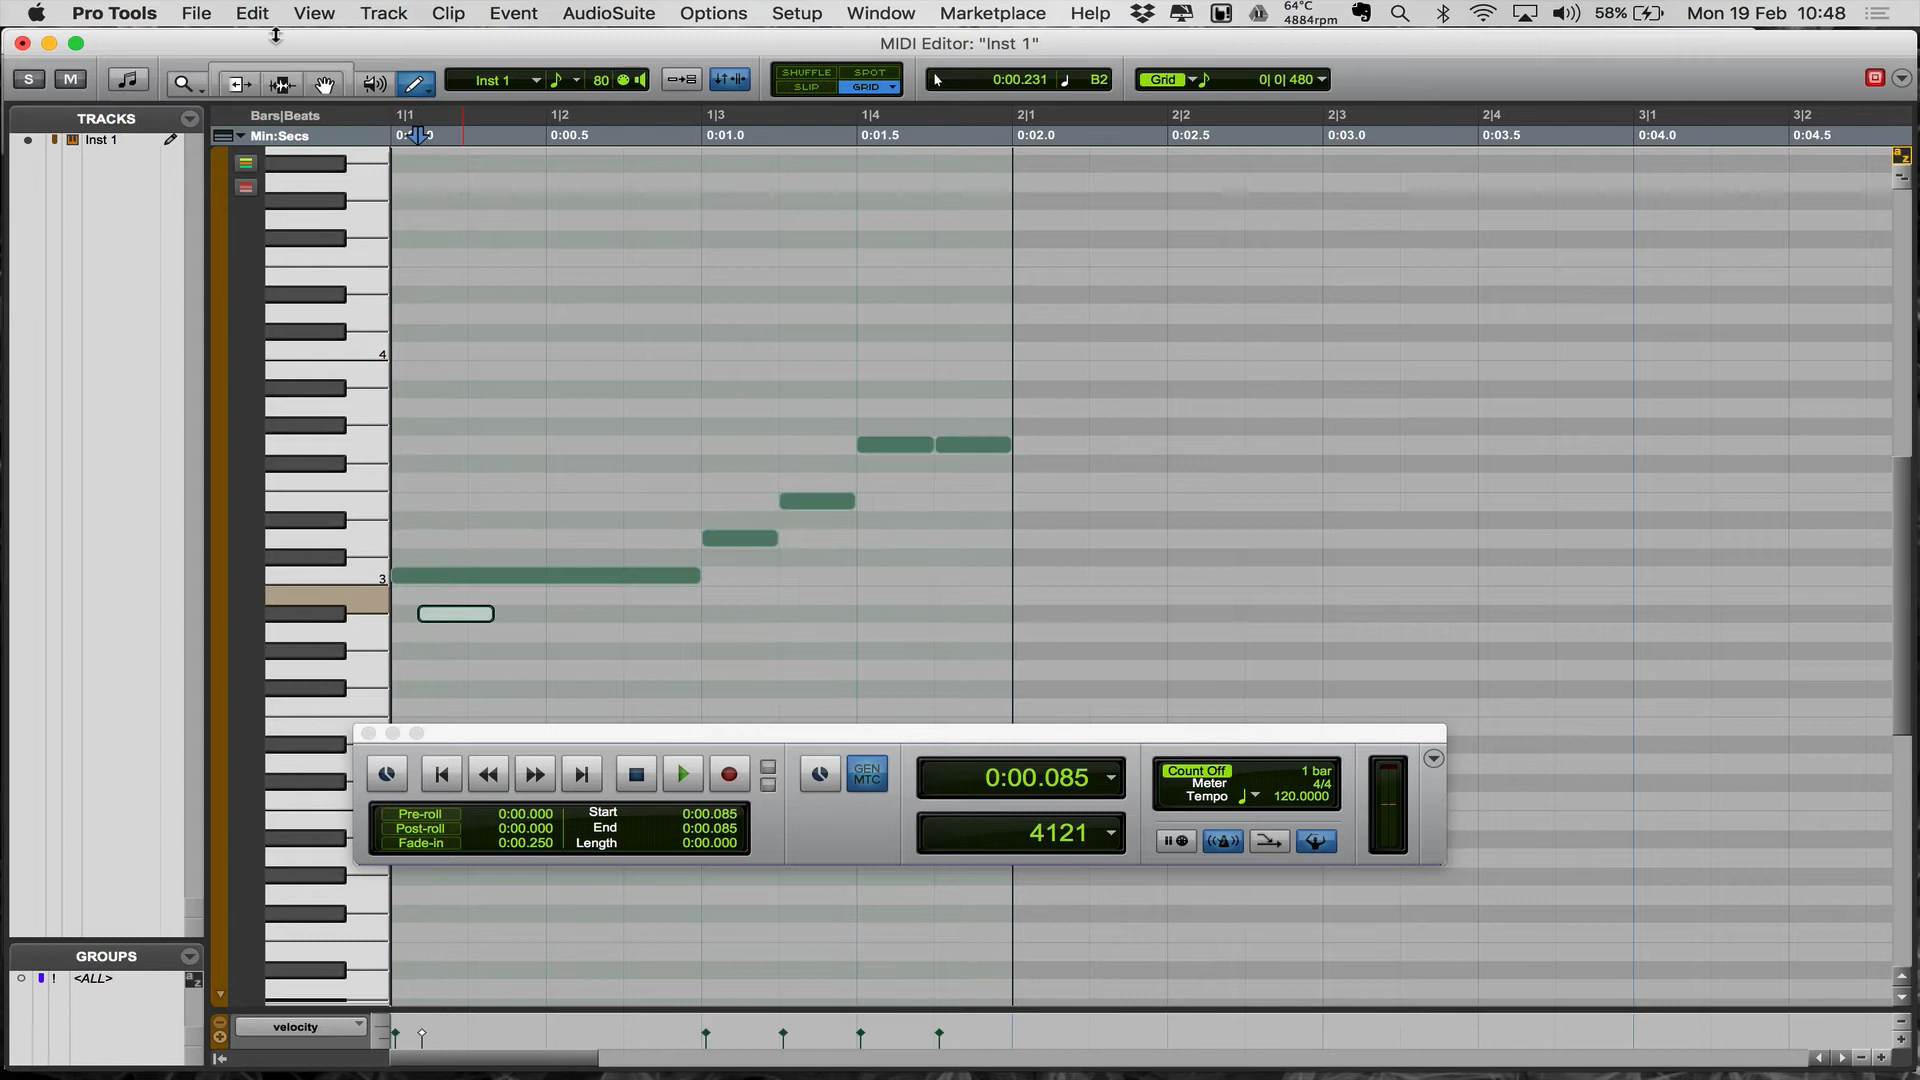 Pro Tools File Edit View Track Clip Event AudioSuite Options Setup Window Marketplace Help 64°C 4884rpm 58% Mon 19 Feb 10:48
MIDI Editor: "Inst 1"
S M Inst 1 80 SHUFFLE SPOT SLIP GRID 0:00.231 B2 Grid 0| 0| 480
TRACKS
Inst 1
Bars|Beats 1|1 1|2 1|3 1|4 2|1 2|2 2|3 2|4 3|1 3|2
Min:Secs 0:00.5 0:01.0 0:01.5 0:02.0 0:02.5 0:03.0 0:03.5 0:04.0 0:04.5
a z
4
3
GEN MTC
0:00.085
4121
Count Off 1 bar
Meter 4/4
Tempo 120.0000
Pre-roll 0:00.000 Start 0:00.085
Post-roll 0:00.000 End 0:00.085
Fade-in 0:00.250 Length 0:00.000
GROUPS
! <ALL> a z
velocity